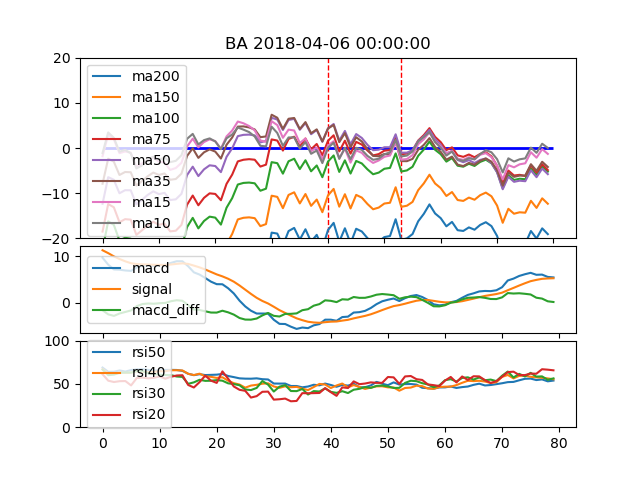 BA 2018-04-06 00:00:00
20
10
0
−10
−20
ma200
ma150
ma100
ma75
ma50
ma35
ma15
ma10
10
0
macd
signal
macd_diff
100
50
0
rsi50
rsi40
rsi30
rsi20
0 10 20 30 40 50 60 70 80